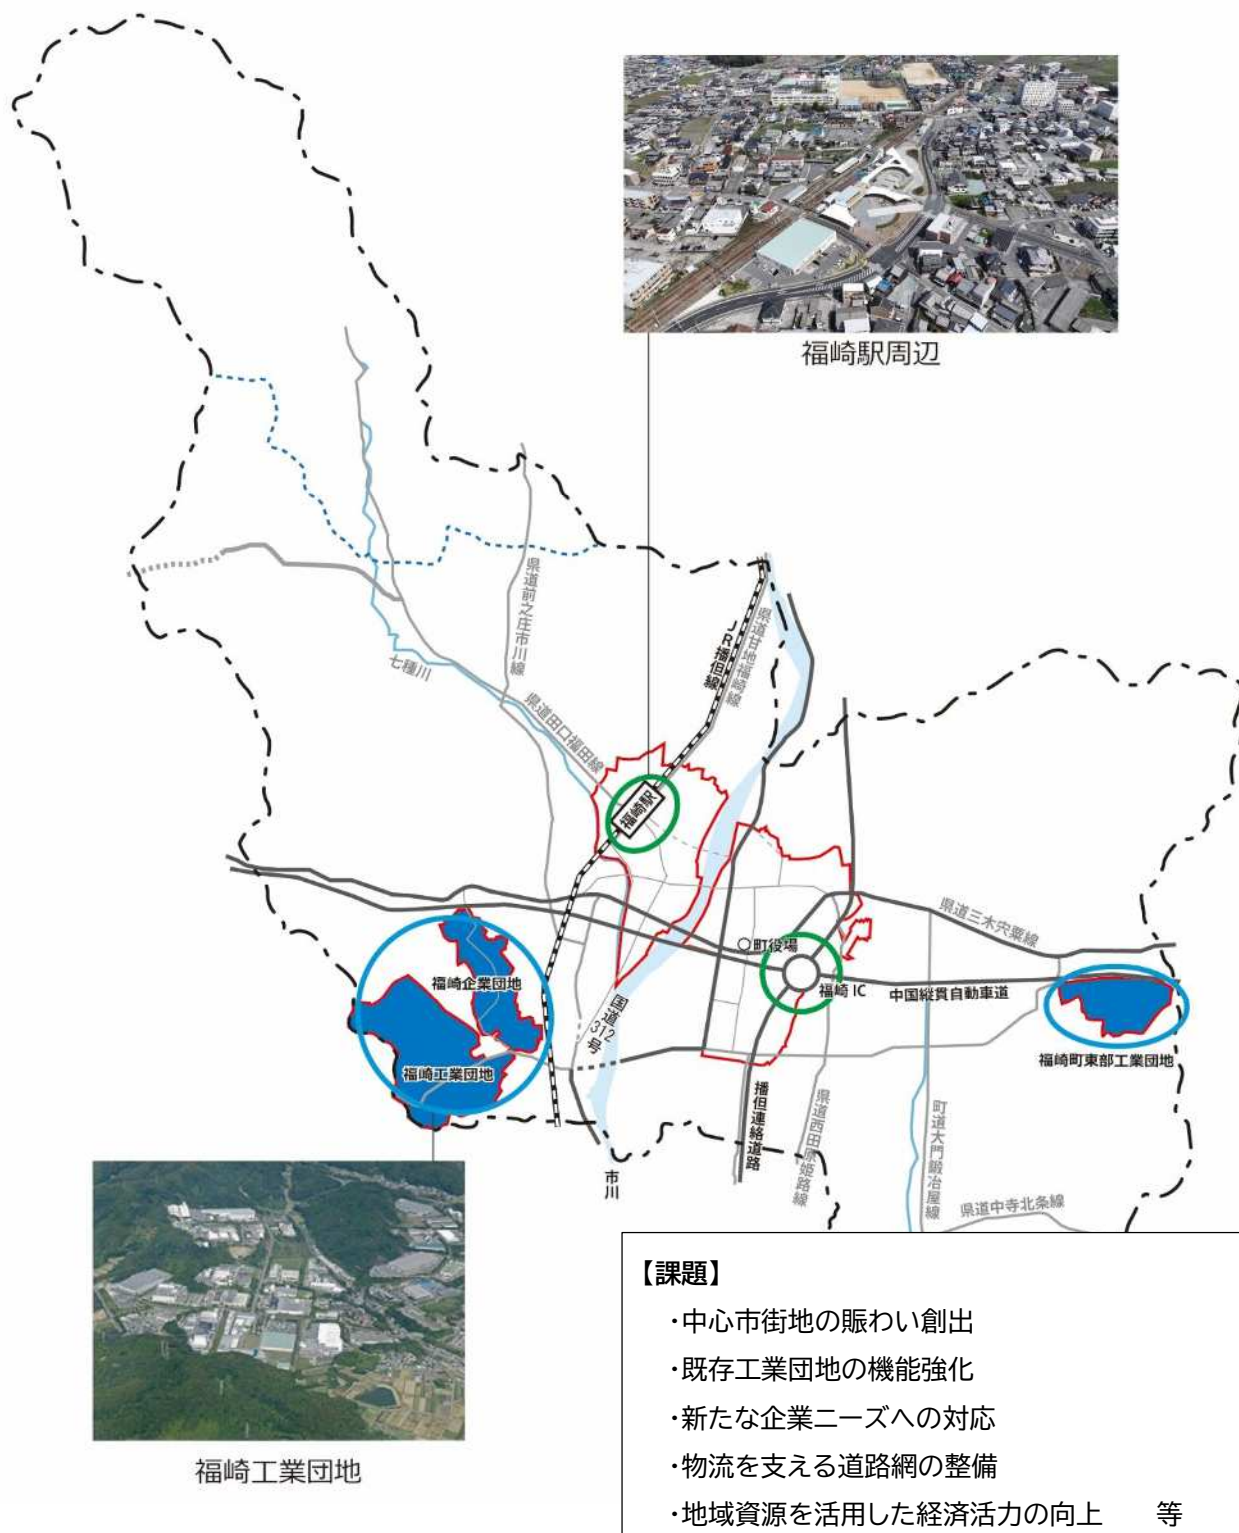 福崎駅周辺
県道前之庄市川線
JR播但線
県道甘地福崎線
七種川
県道田口福田線
福崎駅
県道三木宍粟線
町役場
福崎企業団地
福崎IC
中国縦貫自動車道
国道312号
福崎工業団地
福崎町東部工業団地
播但連絡道路
県道西田原姫路線
町道大門鍛冶屋線
市川
県道中寺北条線
福崎工業団地
【課題】
・中心市街地の賑わい創出
・既存工業団地の機能強化
・新たな企業ニーズへの対応
・物流を支える道路網の整備
・地域資源を活用した経済活力の向上　　等